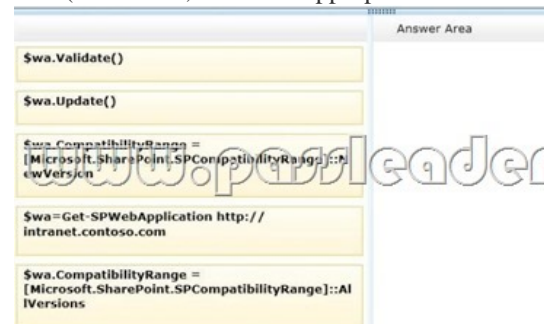 Answer Area
$wa.Validate()
$wa.Update()
$wa.CompatibilityRange =
[Microsoft.SharePoint.SPCompatibilityRange]::N
ewVersion
www.passleader
$wa=Get-SPWebApplication http://
intranet.contoso.com
$wa.CompatibilityRange =
[Microsoft.SharePoint.SPCompatibilityRange]::Al
lVersions